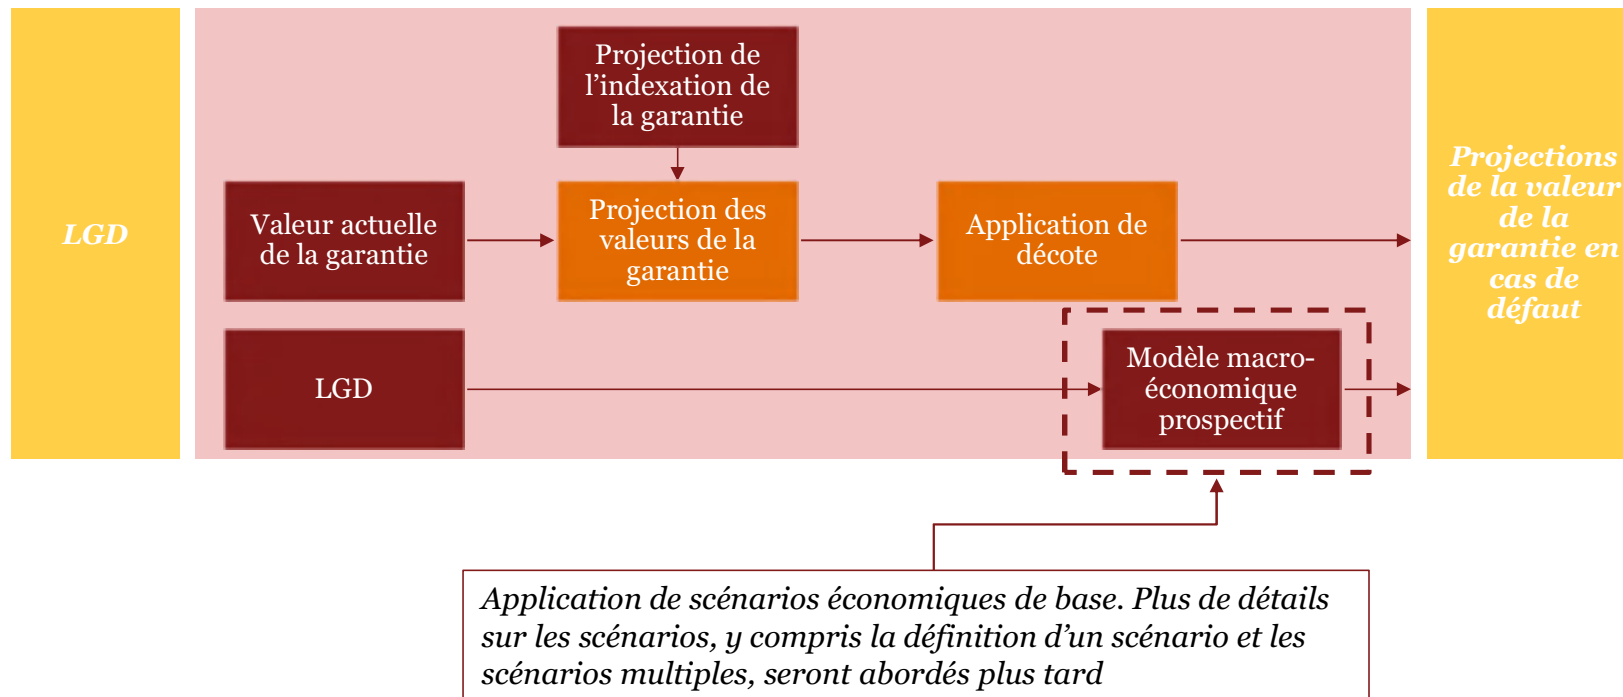 LGD
Projection de
l’indexation de
la garantie
Valeur actuelle
de la garantie
Projection des
valeurs de la
garantie
Application de
décote
LGD
Modèle macro-
économique
prospectif
Projections
de la valeur
de la
garantie en
cas de
défaut
Application de scénarios économiques de base. Plus de détails
sur les scénarios, y compris la définition d’un scénario et les
scénarios multiples, seront abordés plus tard